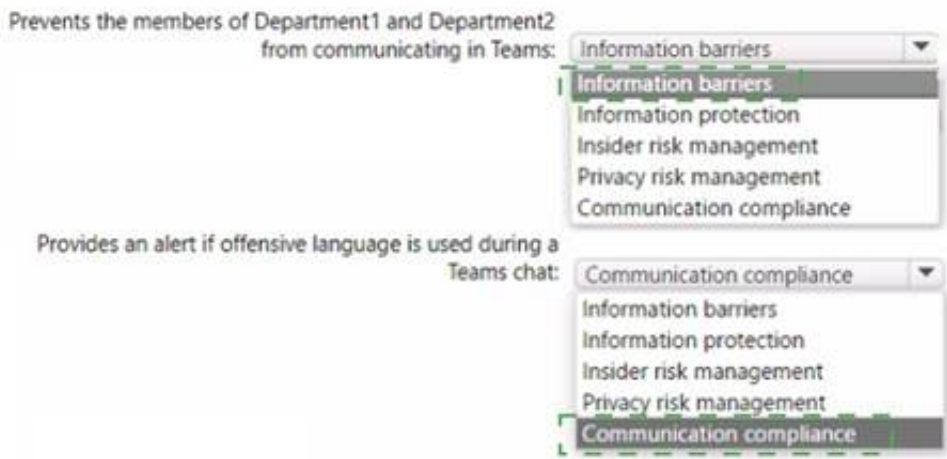 Prevents the members of Department1 and Department2
from communicating in Teams: Information barriers
Information barriers
Information protection
Insider risk management
Privacy risk management
Communication compliance
Provides an alert if offensive language is used during a
Teams chat: Communication compliance
Information barriers
Information protection
Insider risk management
Privacy risk management
Communication compliance